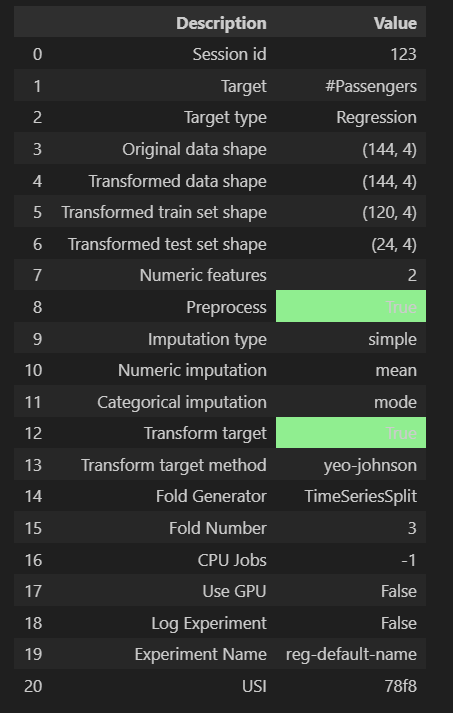 Description Value
0 Session id 123
1 Target #Passengers
2 Target type Regression
3 Original data shape (144, 4)
4 Transformed data shape (144, 4)
5 Transformed train set shape (120, 4)
6 Transformed test set shape (24, 4)
7 Numeric features 2
8 Preprocess True
9 Imputation type simple
10 Numeric imputation mean
11 Categorical imputation mode
12 Transform target True
13 Transform target method yeo-johnson
14 Fold Generator TimeSeriesSplit
15 Fold Number 3
16 CPU Jobs -1
17 Use GPU False
18 Log Experiment False
19 Experiment Name reg-default-name
20 USI 78f8